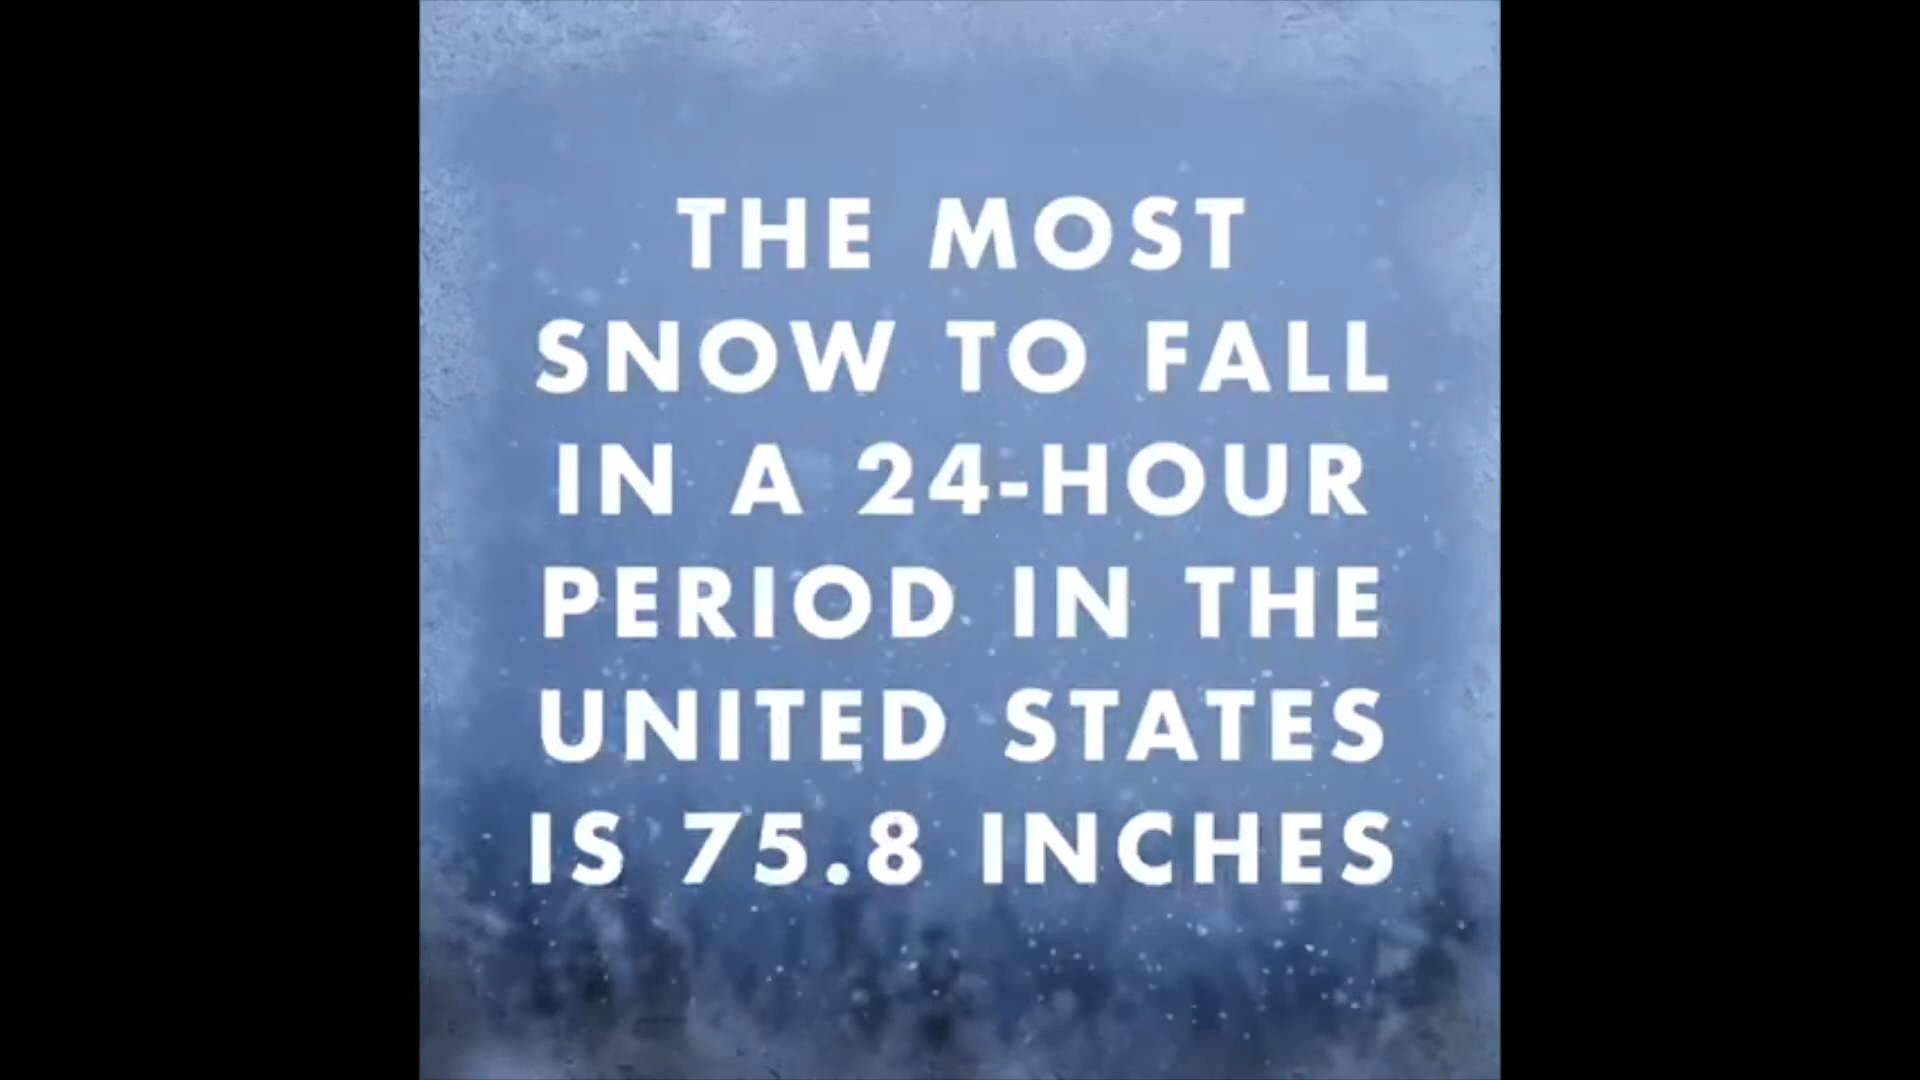 THE MOST
SNOW TO FALL
IN A 24-HOUR
PERIOD IN THE
UNITED STATES
IS 75.8 INCHES